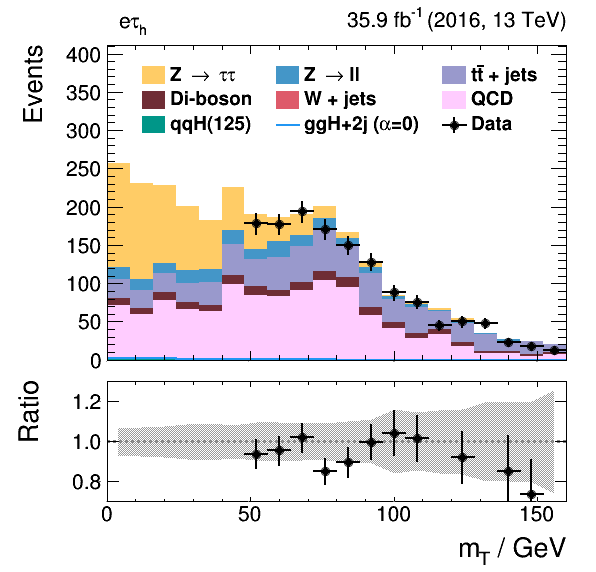 eτh 35.9 fb⁻¹ (2016, 13 TeV)
Events
400
350
300
250
200
150
100
50
0
Z → ττ Z → ll tt̄ + jets
Di-boson W + jets QCD
qqH(125) ggH+2j (α=0) Data
Ratio
1.2
1.0
0.8
0 50 100 150
mT / GeV